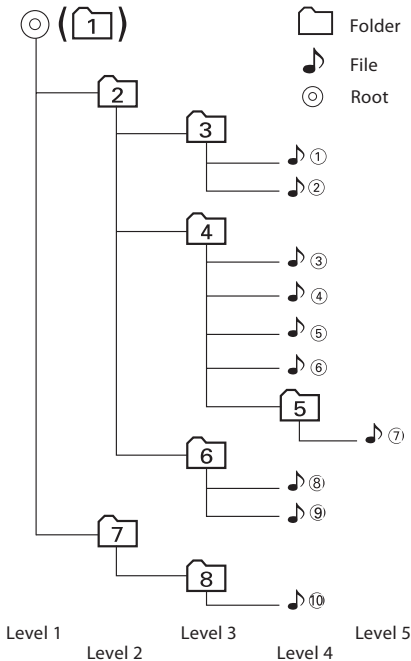 (1)
Folder
File
Root
2
3
①
②
4
③
④
⑤
⑥
5
⑦
6
⑧
⑨
7
8
⑩
Level 1
Level 2
Level 3
Level 4
Level 5